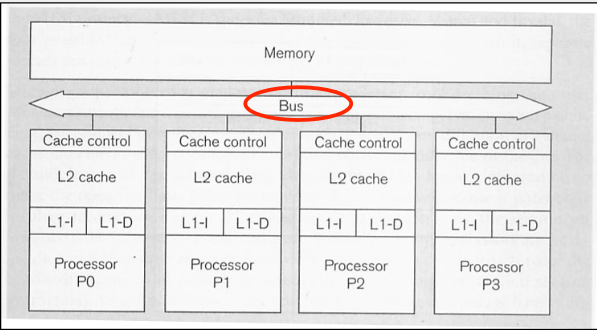 Memory
Bus
Cache control Cache control Cache control Cache control
L2 cache L2 cache L2 cache L2 cache
L1-I L1-D L1-I L1-D L1-I L1-D L1-I L1-D
Processor Processor Processor Processor
P0 P1 P2 P3